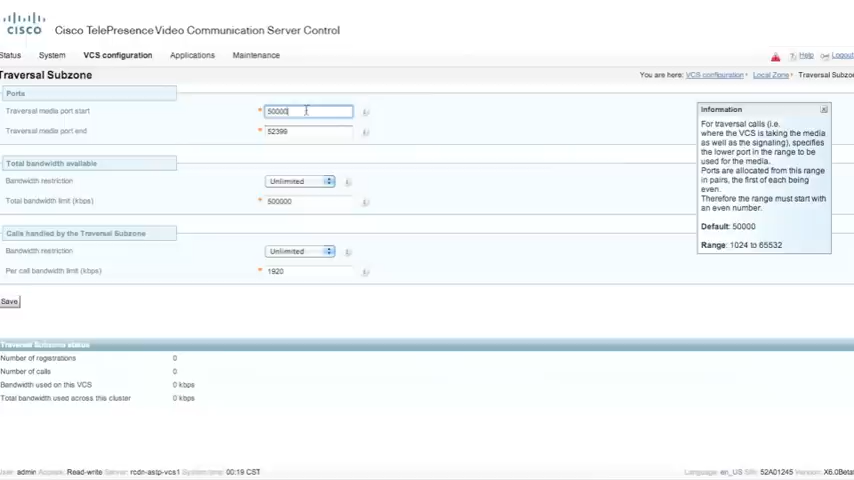 CISCO
Cisco TelePresence Video Communication Server Control
Status System VCS configuration Applications Maintenance
Help Logout
Traversal Subzone
You are here: VCS configuration Local Zone Traversal Subzo
Ports
Traversal media port start * 50000
Traversal media port end * 52399
Total bandwidth available
Bandwidth restriction Unlimited
Total bandwidth limit (kbps) * 500000
Calls handled by the Traversal Subzone
Bandwidth restriction Unlimited
Per call bandwidth limit (kbps) * 1920
Save
Information
For traversal calls (i.e.
where the VCS is taking the media
as well as the signaling), specifies
the lower port in the range to be
used for the media.
Ports are allocated from this range
in pairs, the first of each being
even.
Therefore the range must start with
an even number.
Default: 50000
Range: 1024 to 65532
Traversal Subzone status
Number of registrations 0
Number of calls 0
Bandwidth used on this VCS 0 kbps
Total bandwidth used across this cluster 0 kbps
User: admin Access: Read-write Server: rcdn-astp-vcs1 System time: 00:19 CST
Language: en_US S/N: 52A01245 Version: X6.0Beta